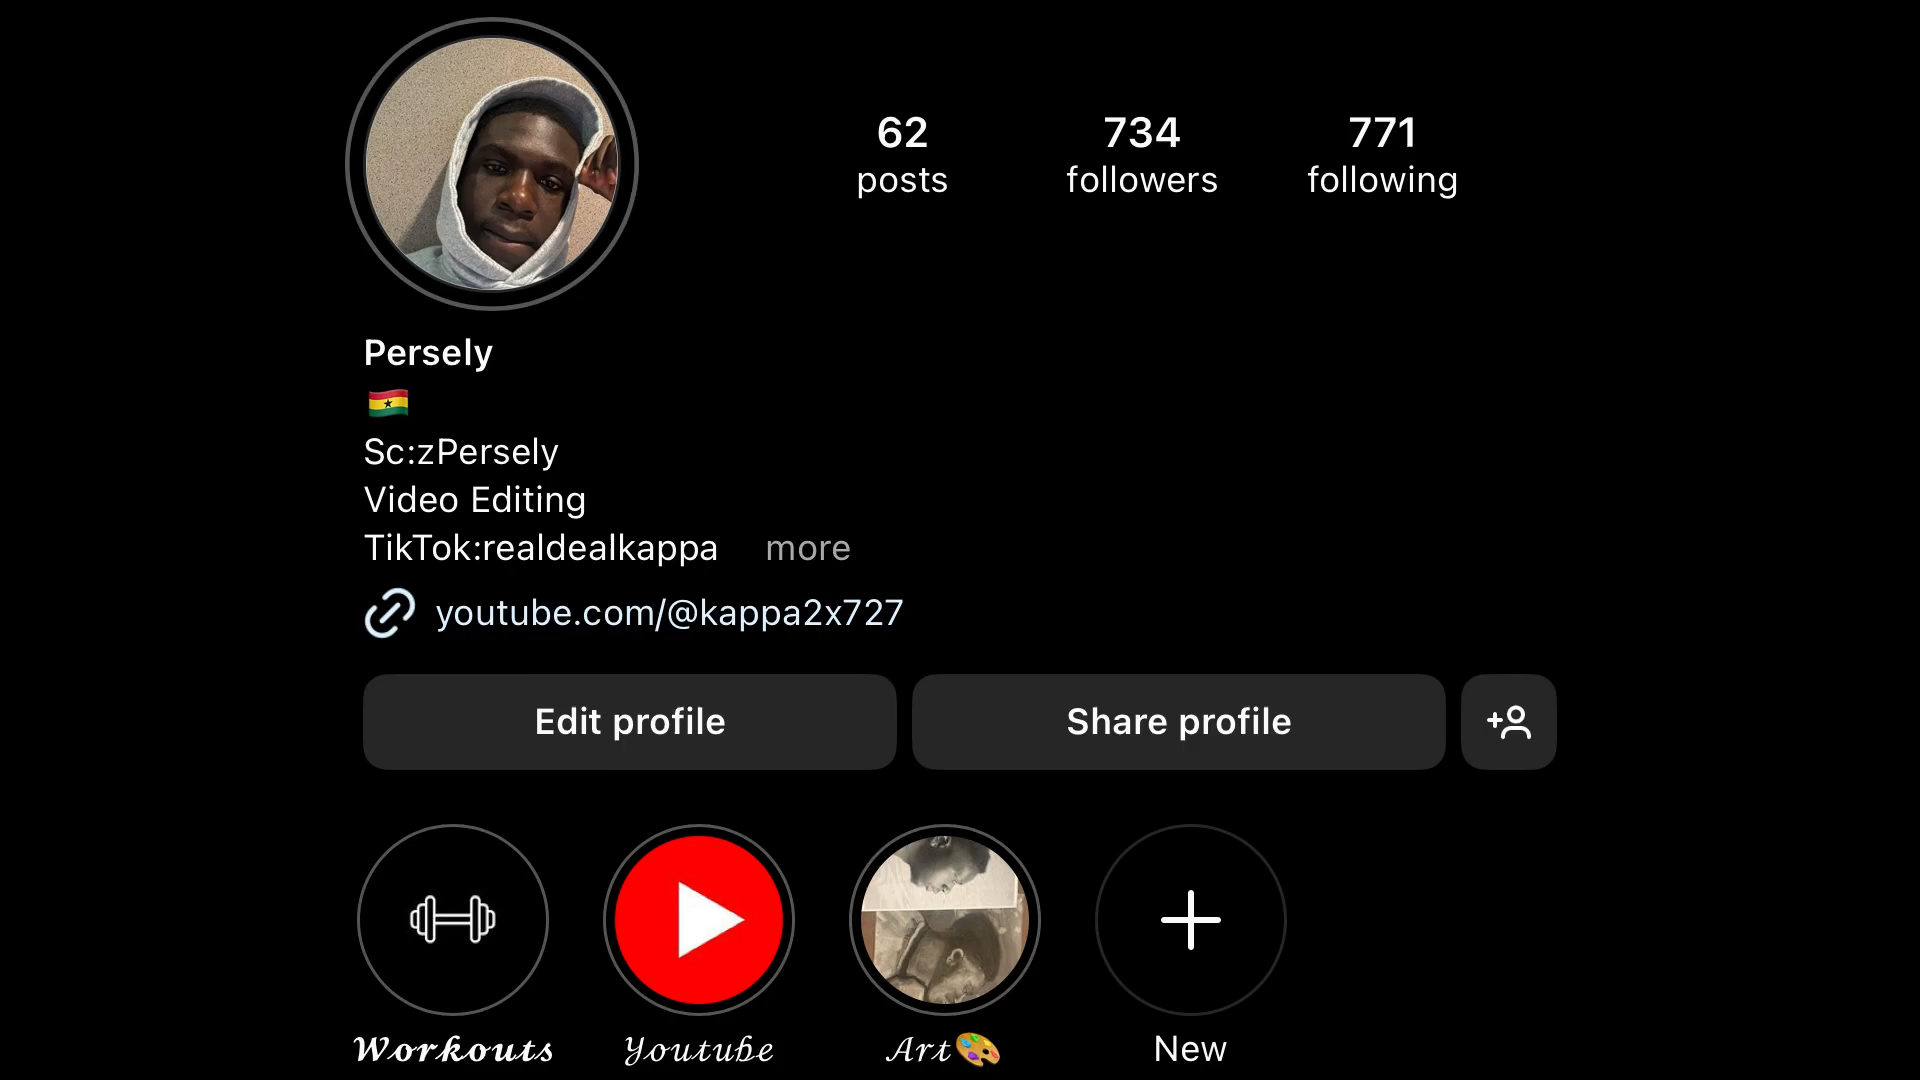 62 734 771
posts followers following
Persely
🇬🇭
Sc:zPersely
Video Editing
TikTok:realdealkappa more
youtube.com/@kappa2x727
Edit profile Share profile
𝓦𝓸𝓻𝓴𝓸𝓾𝓽𝓼 𝒴ℴ𝓊𝓉𝓊𝒷ℯ 𝒜𝓇𝓉🎨 New